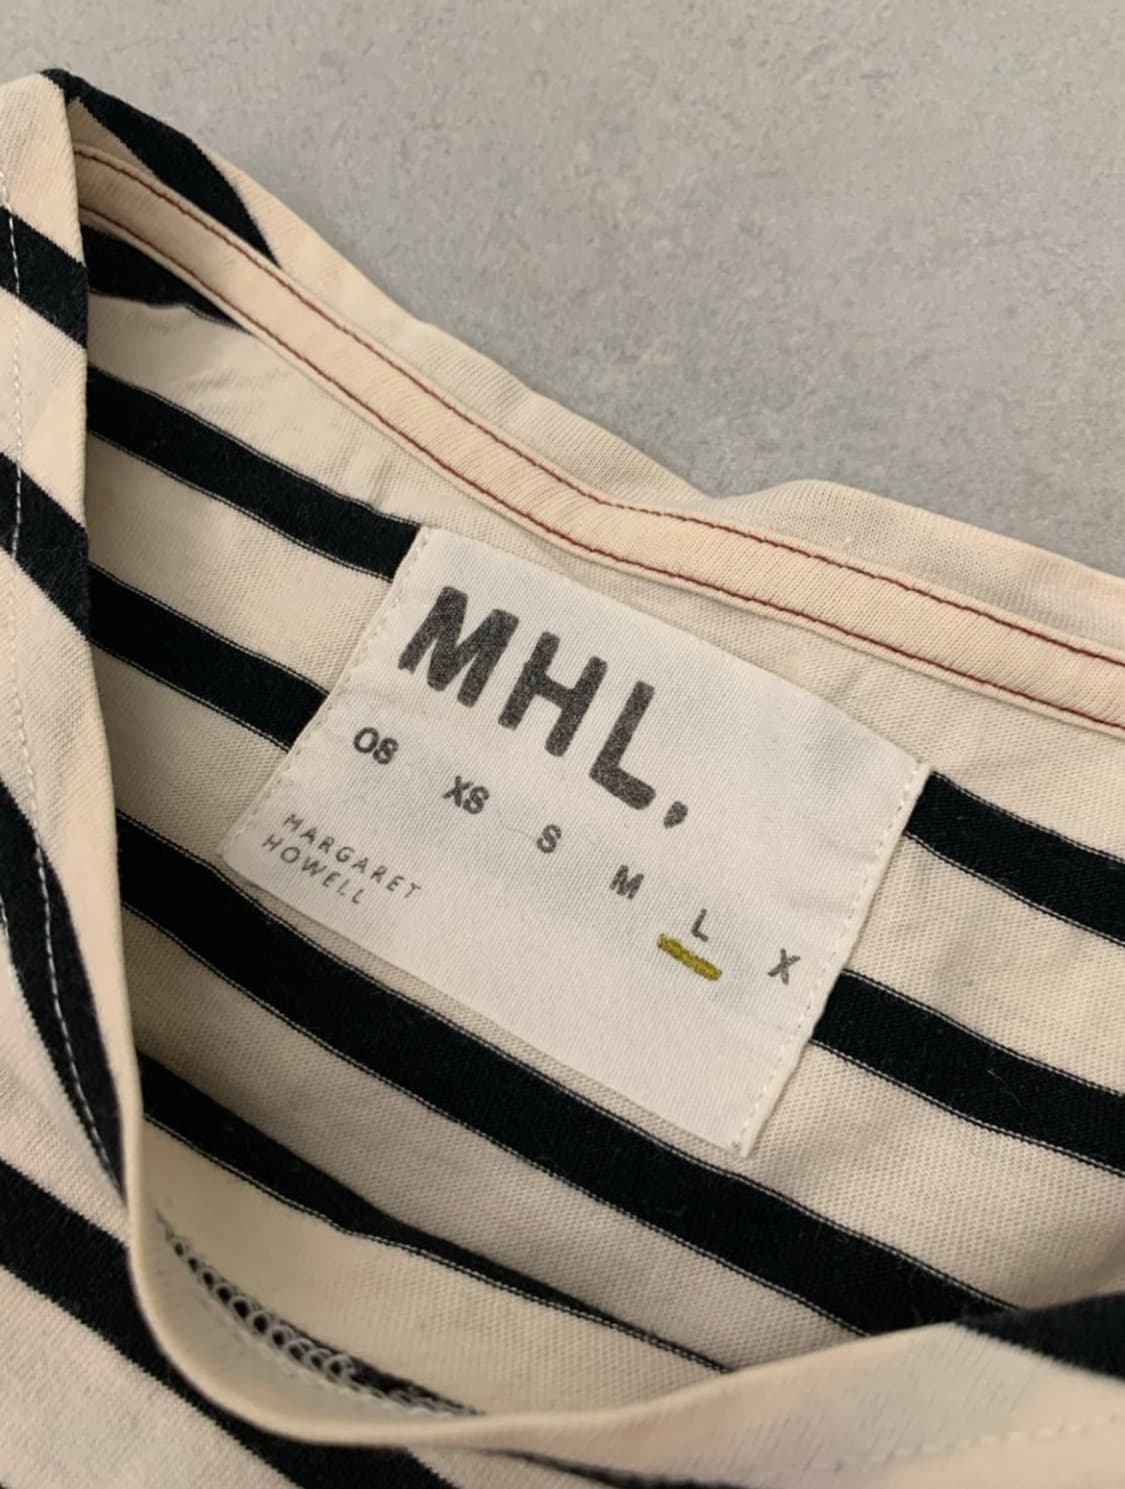 MHL.
OS XS S M L X
MARGARET
HOWELL